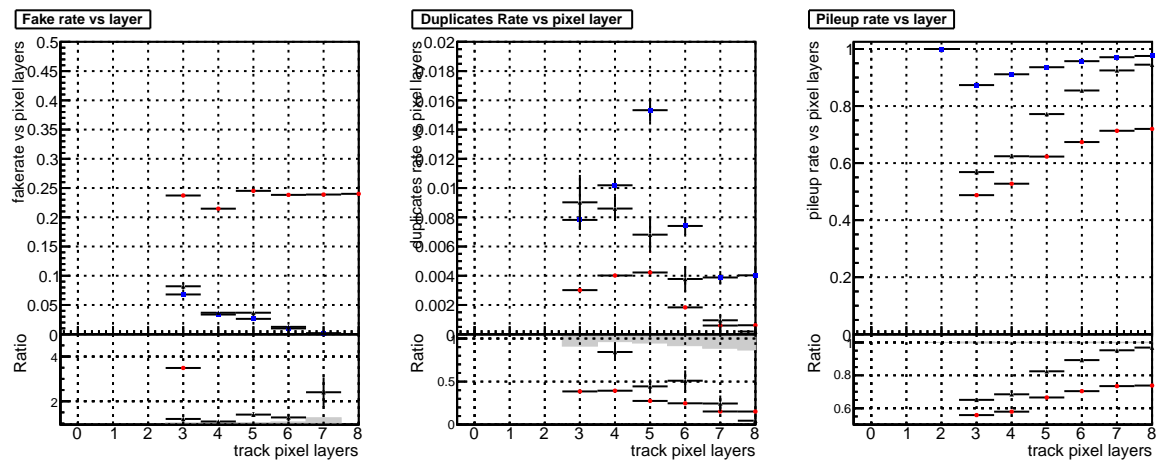 Fake rate vs layer
fakerate vs pixel layers
0.5
0.45
0.4
0.35
0.3
0.25
0.2
0.15
0.1
0.05
0
Ratio
4
2
0 1 2 3 4 5 6 7 8
track pixel layers
Duplicates Rate vs pixel layer
duplicates rate vs pixel layers
0.02
0.018
0.016
0.014
0.012
0.01
0.008
0.006
0.004
0.002
0
Ratio
1
0.5
0
0 1 2 3 4 5 6 7 8
track pixel layers
Pileup rate vs layer
pileup rate vs pixel layers
1
0.8
0.6
0.4
0.2
0
Ratio
1
0.8
0.6
0 1 2 3 4 5 6 7 8
track pixel layers